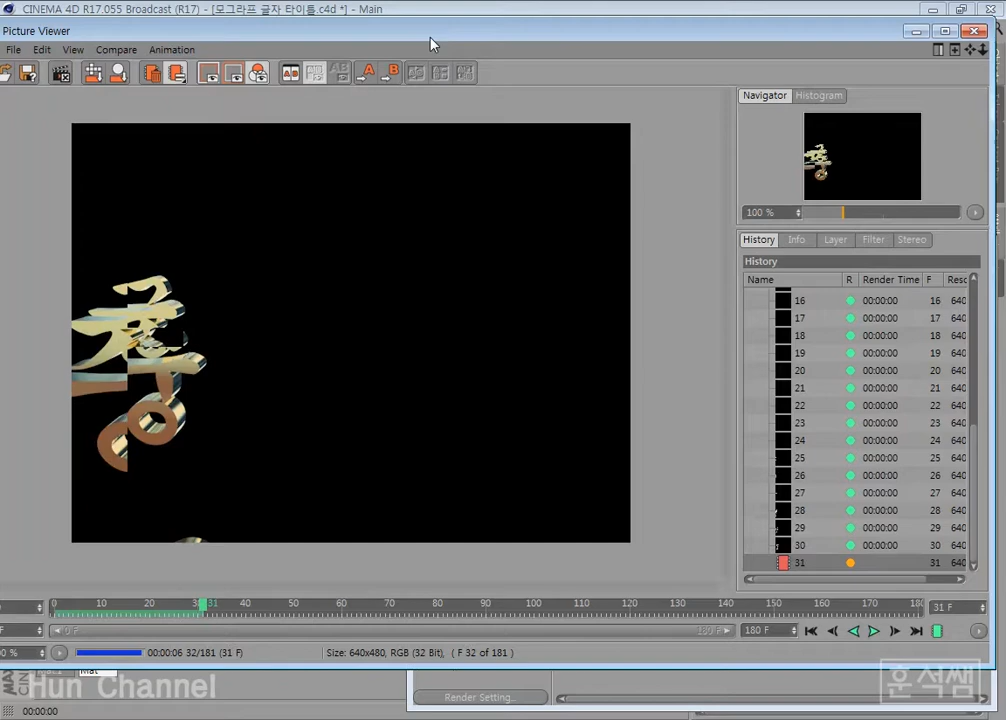 CINEMA 4D R17.055 Broadcast (R17) - [모그라프 글자 타이틀.c4d *] - Main
Picture Viewer
File Edit View Compare Animation
Navigator Histogram
100 %
History Info Layer Filter Stereo
History
Name R Render Time F Resc
16 00:00:00 16 640
17 00:00:00 17 640
18 00:00:00 18 640
19 00:00:00 19 640
20 00:00:00 20 640
21 00:00:00 21 640
22 00:00:00 22 640
23 00:00:00 23 640
24 00:00:00 24 640
25 00:00:00 25 640
26 00:00:00 26 640
27 00:00:00 27 640
28 00:00:00 28 640
29 00:00:00 29 640
30 00:00:00 30 640
31 31 640
0 10 20 31 40 50 60 70 80 90 100 110 120 130 140 150 160 170 180 31 F
0 F 180 F 180 F
00:00:06 32/181 (31 F) Size: 640x480, RGB (32 Bit), ( F 32 of 181 )
Mat
Hun Channel
Render Setting...
훈석쌤
00:00:00